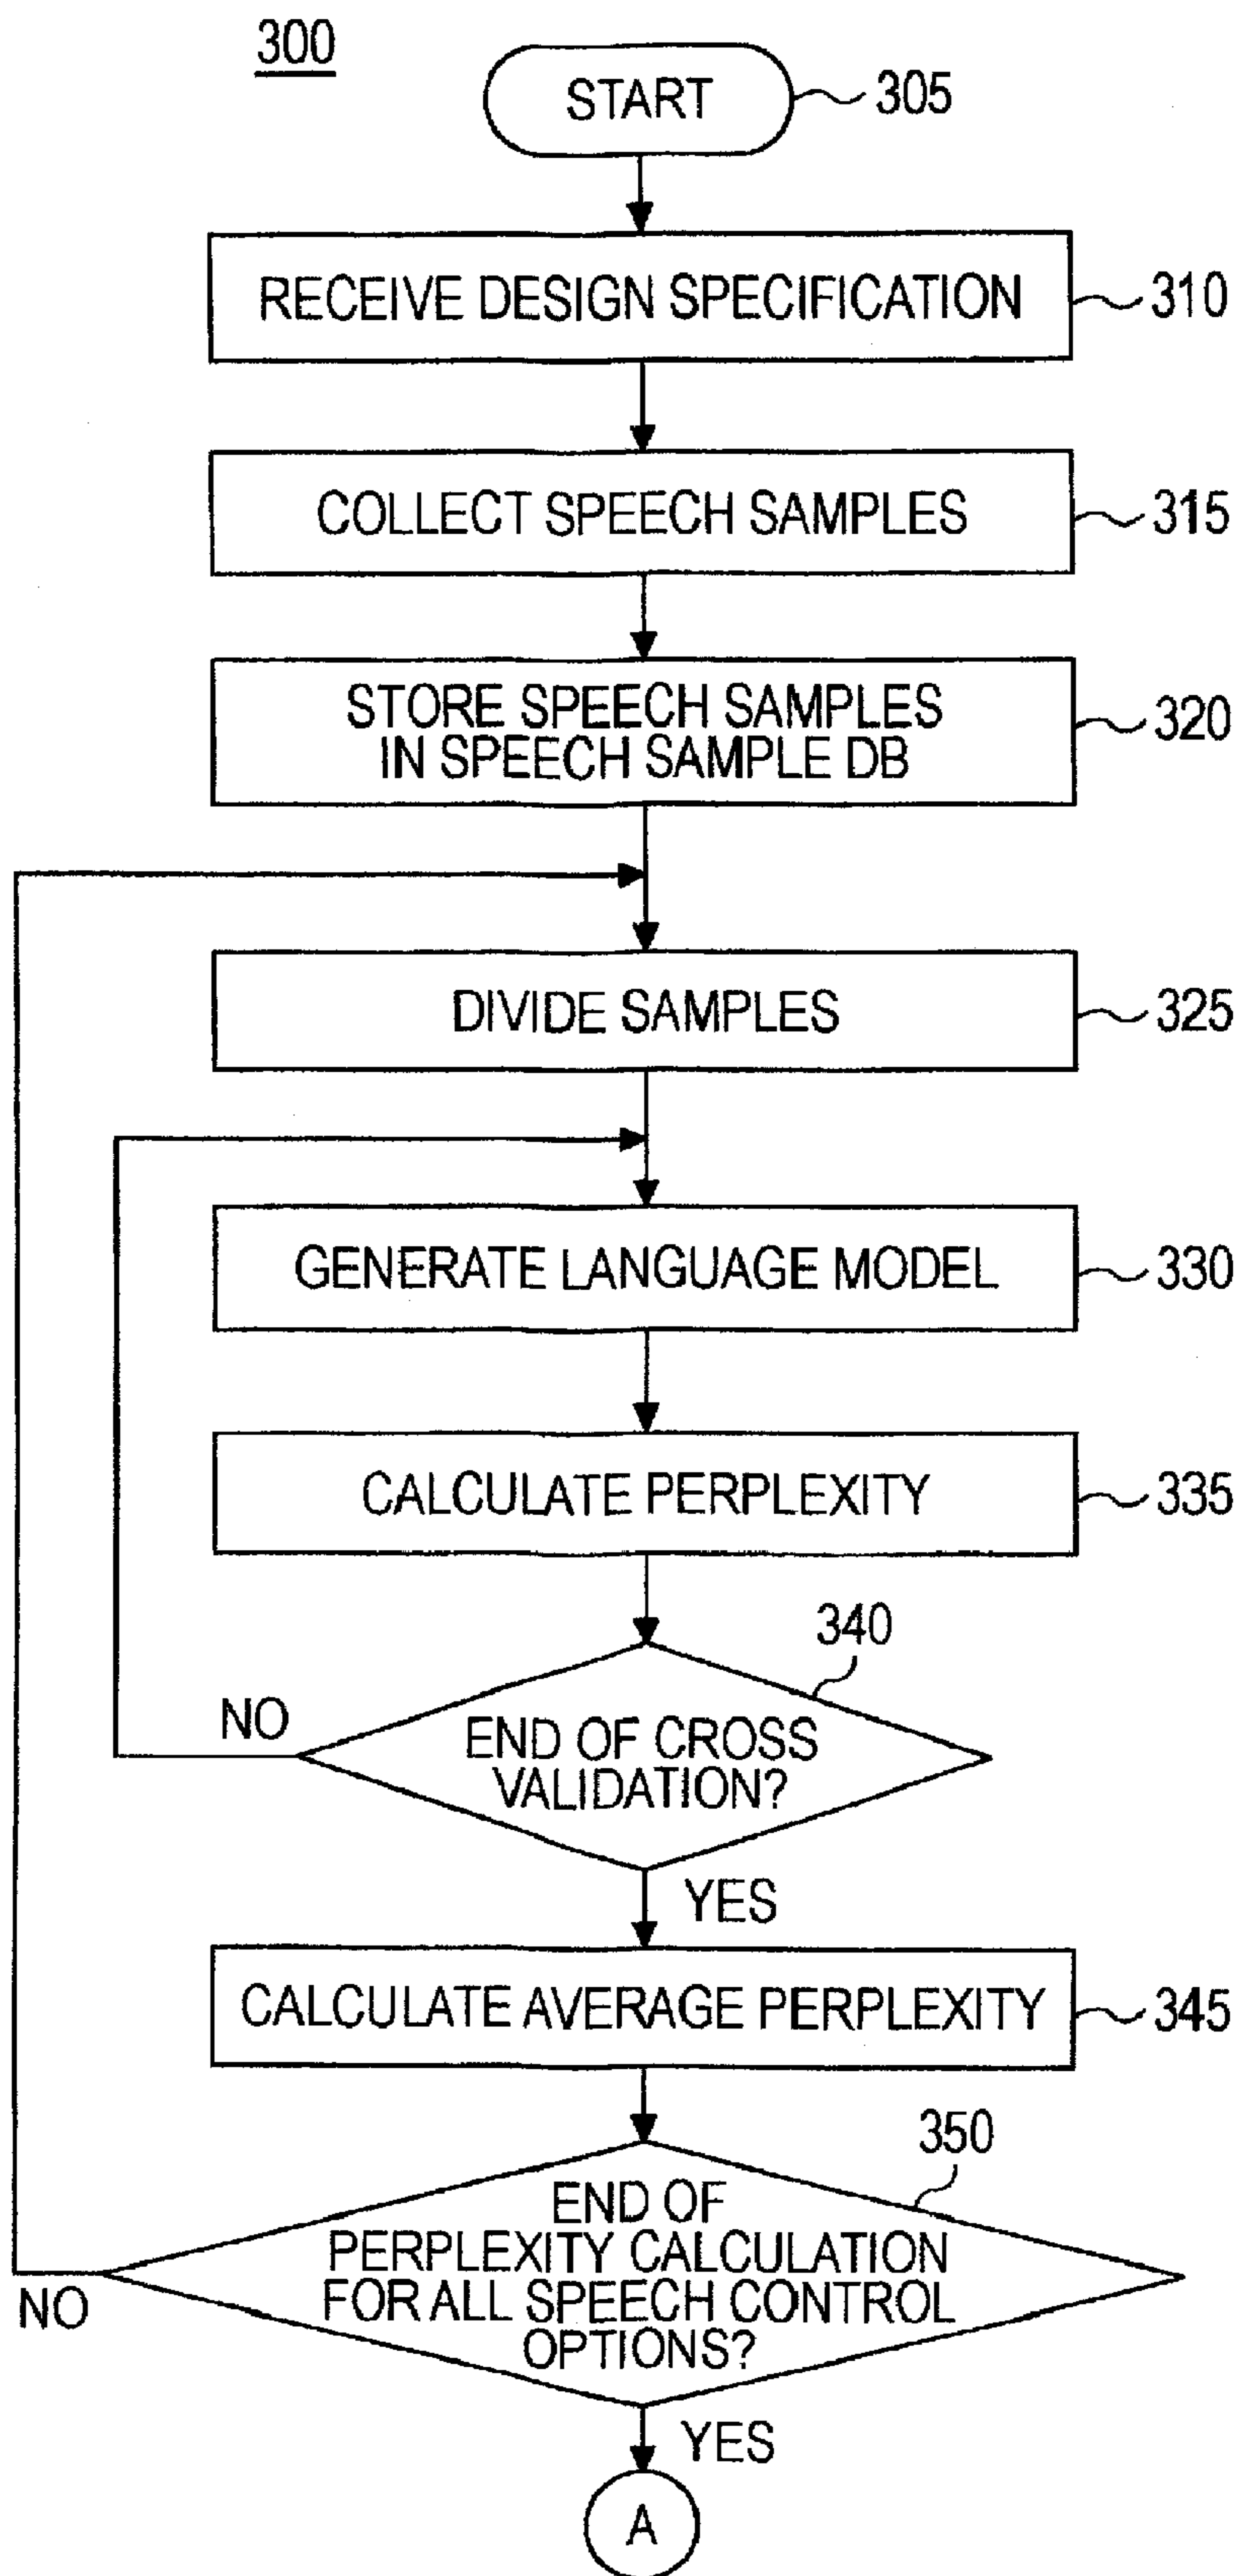 300
START
305
RECEIVE DESIGN SPECIFICATION
310
COLLECT SPEECH SAMPLES
315
STORE SPEECH SAMPLES
IN SPEECH SAMPLE DB
320
DIVIDE SAMPLES
325
GENERATE LANGUAGE MODEL
330
CALCULATE PERPLEXITY
335
340
NO
END OF CROSS
VALIDATION?
YES
CALCULATE AVERAGE PERPLEXITY
345
350
END OF
PERPLEXITY CALCULATION
FOR ALL SPEECH CONTROL
OPTIONS?
NO
YES
A